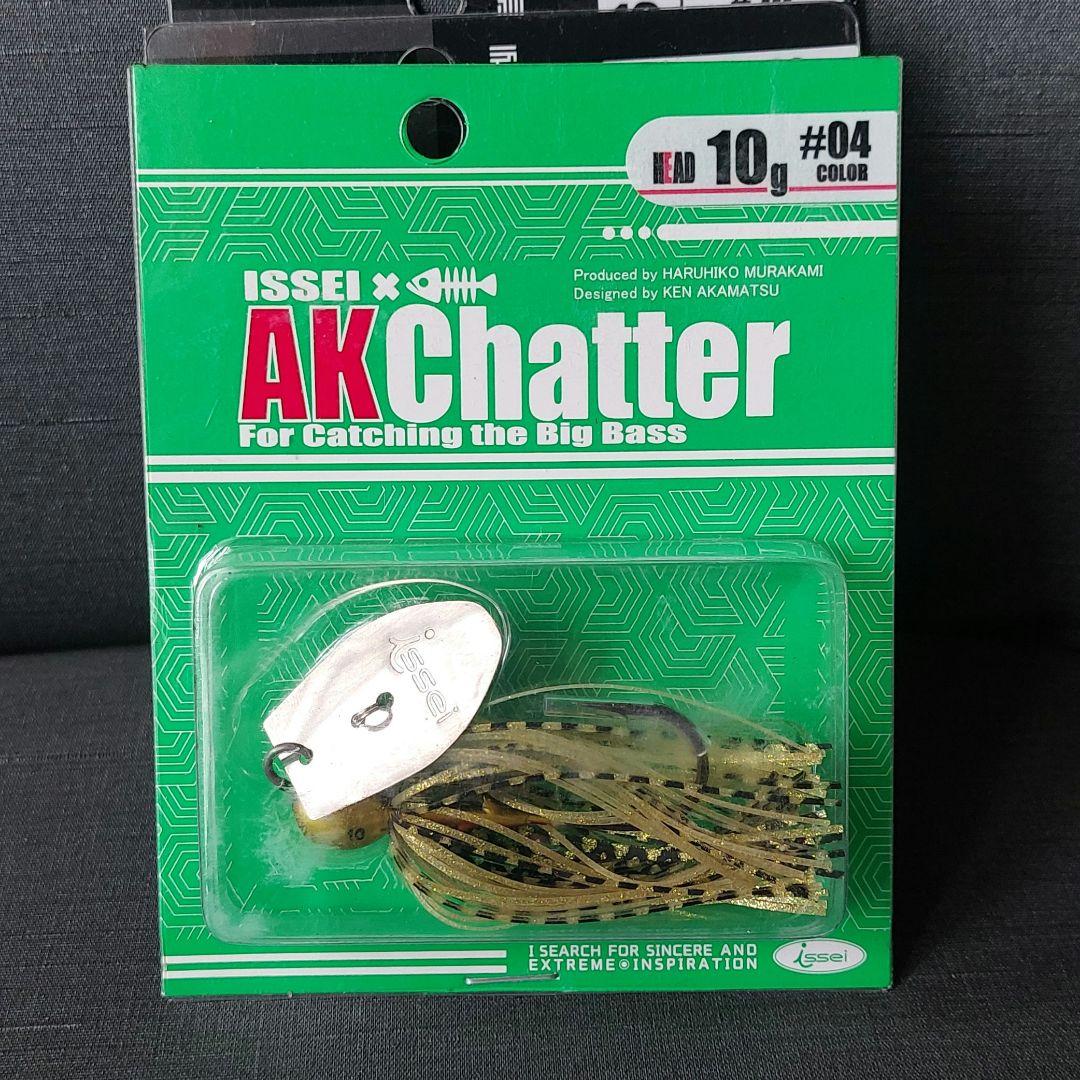 HEAD 10g #04
COLOR
Produced by HARUHIKO MURAKAMI
Designed by KEN AKAMATSU
ISSEI ×
AKChatter
For Catching the Big Bass
issei
10
I SEARCH FOR SINCERE AND
EXTREME INSPIRATION
issei